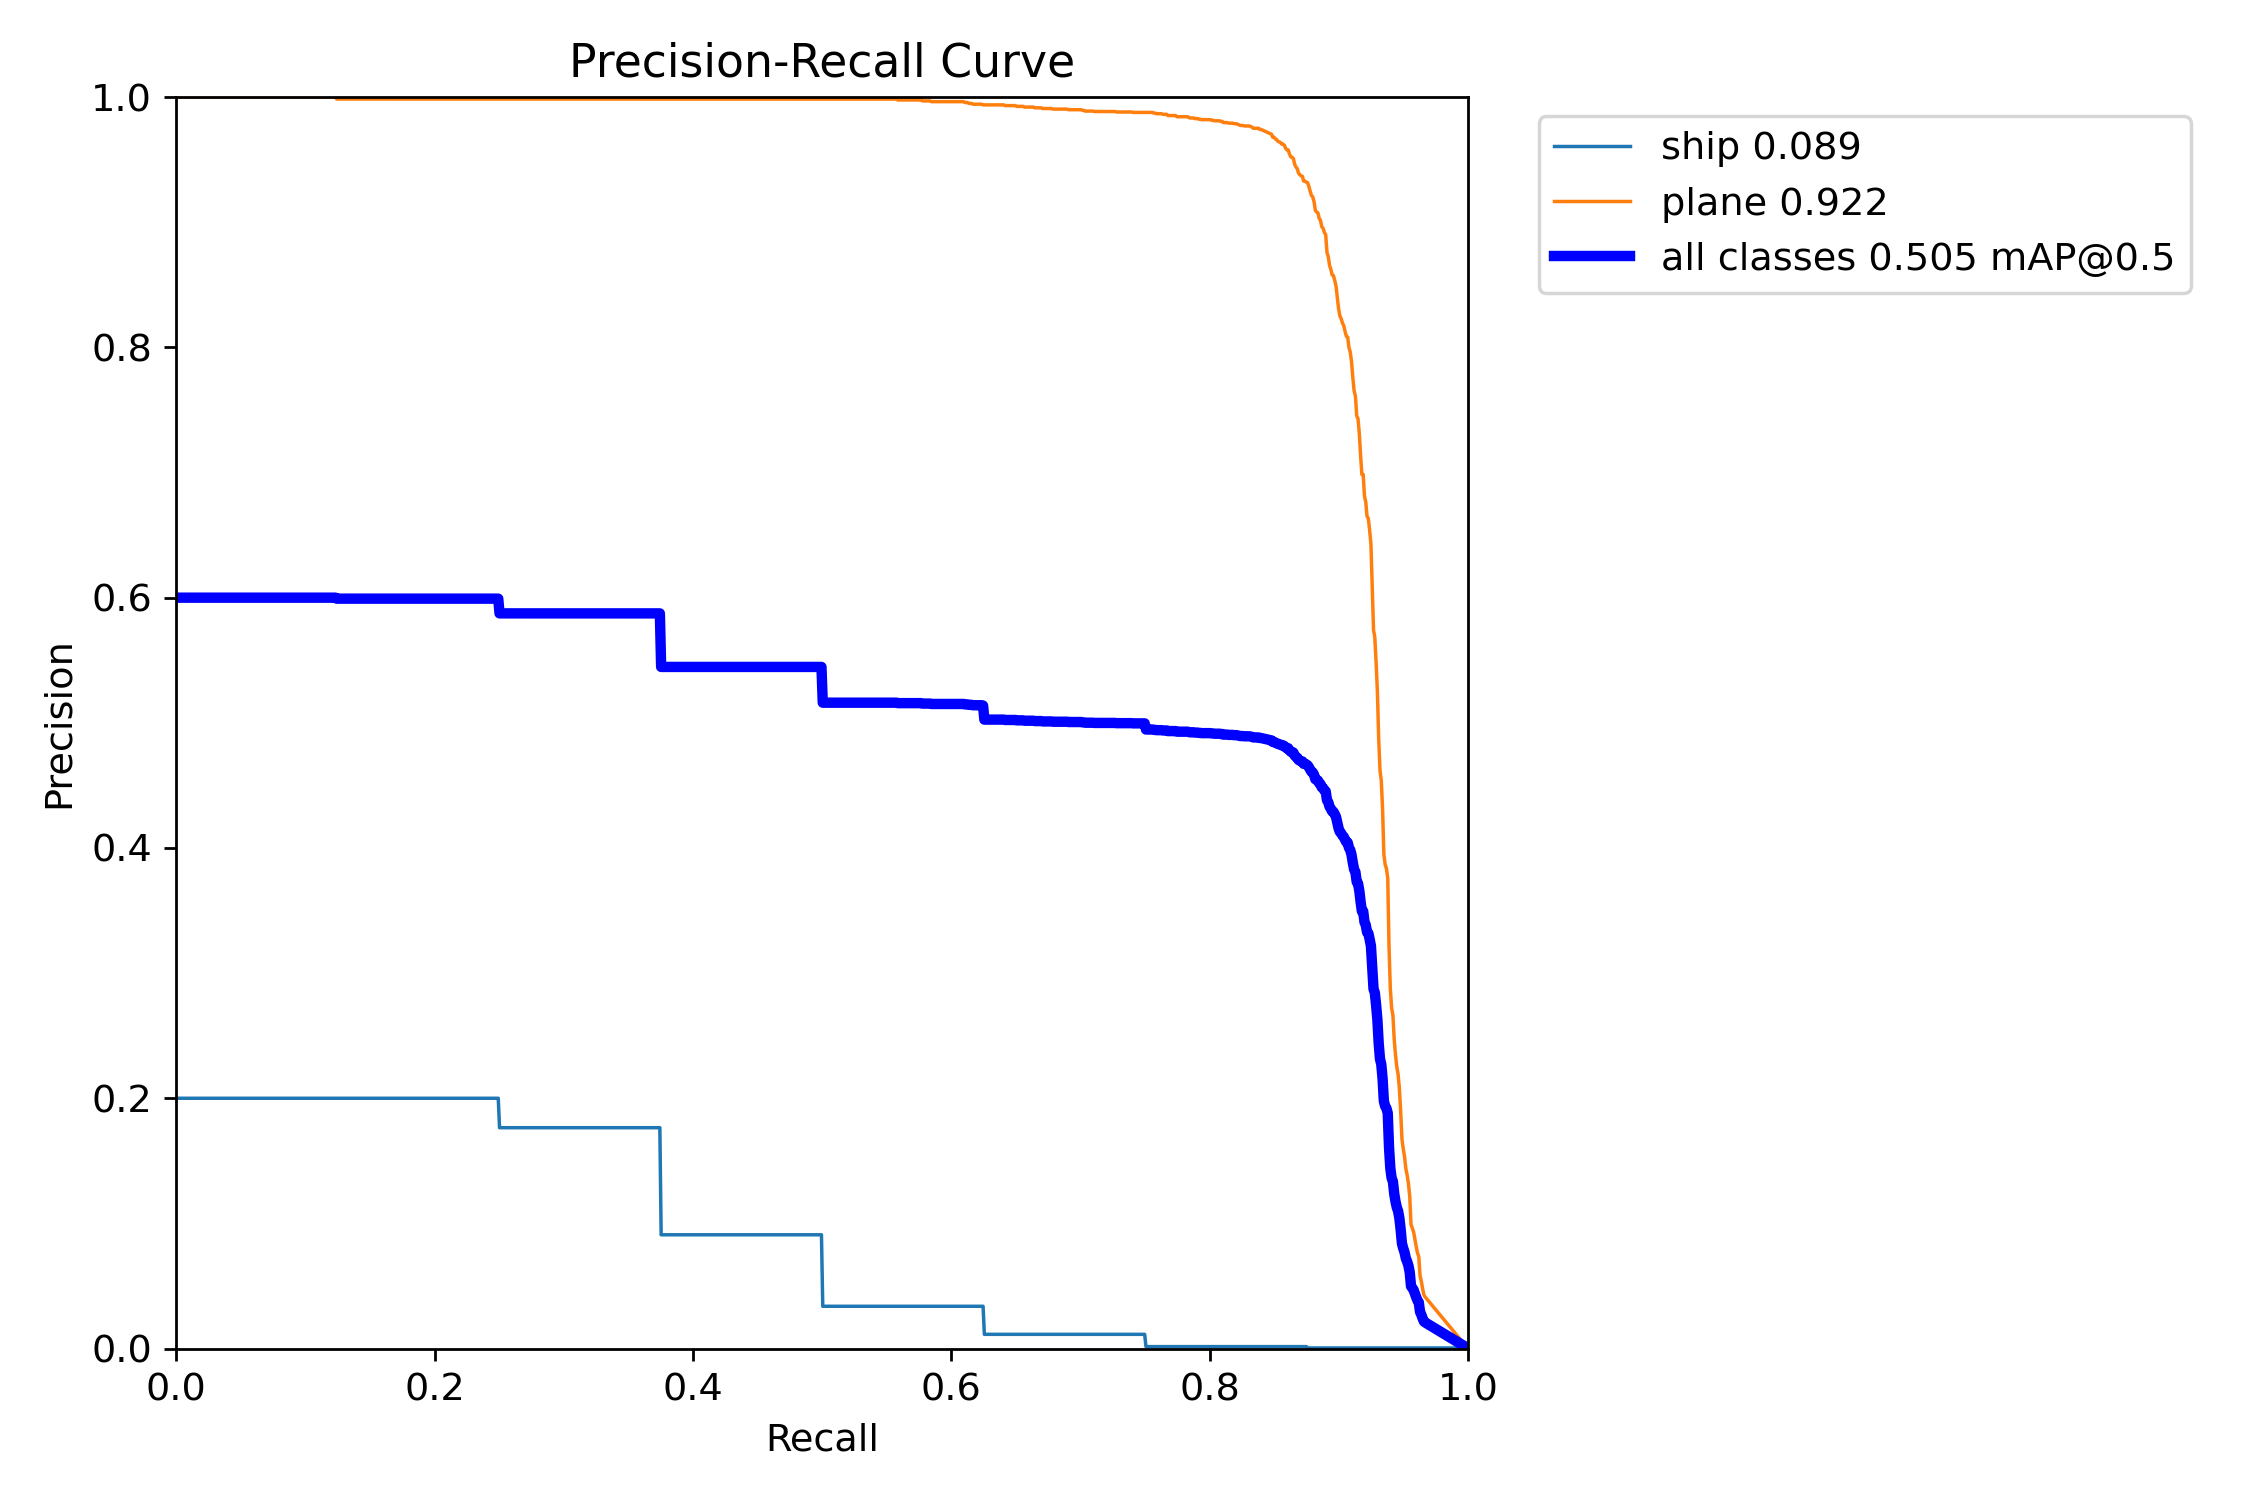 Precision-Recall Curve
1.0
0.8
0.6
0.4
0.2
0.0
Precision
0.0 0.2 0.4 0.6 0.8 1.0
Recall
ship 0.089
plane 0.922
all classes 0.505 mAP@0.5